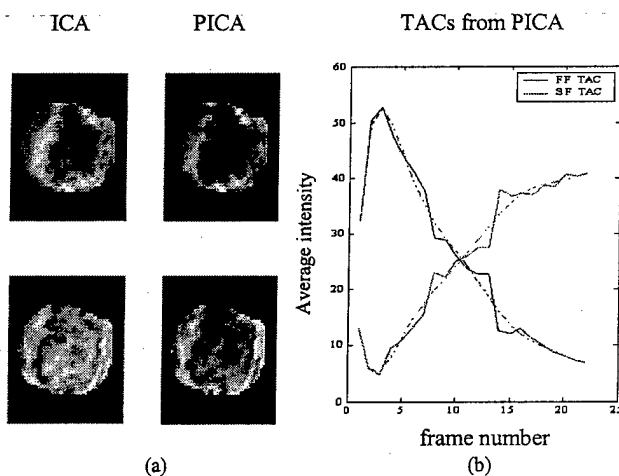 ICA PICA TACs from PICA
FF TAC
SF TAC
60
50
40
30
20
10
0
0 5 10 15 20 25
Average intensity
frame number
(a) (b)